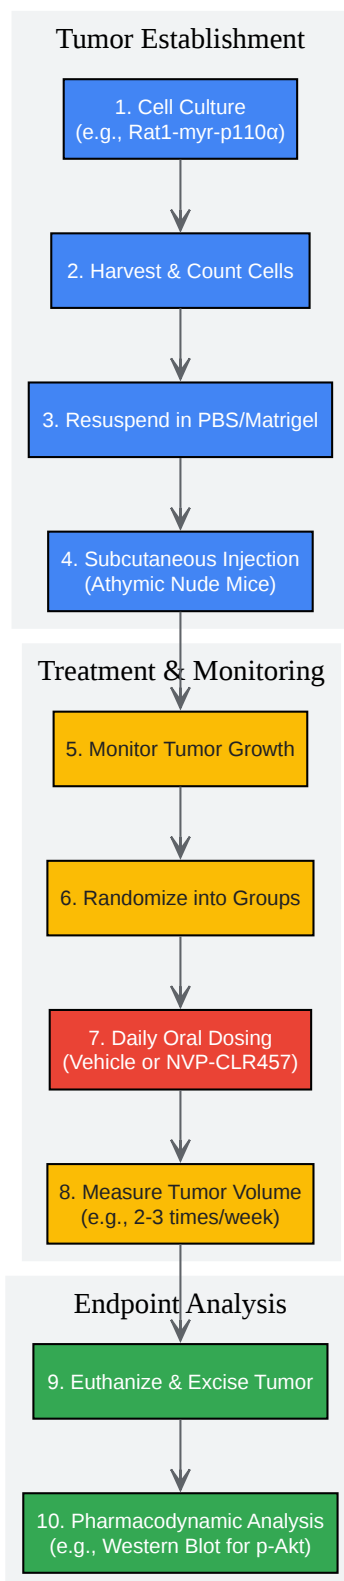 Tumor Establishment
1. Cell Culture
(e.g., Rat1-myr-p110α)
2. Harvest & Count Cells
3. Resuspend in PBS/Matrigel
4. Subcutaneous Injection
(Athymic Nude Mice)
Treatment & Monitoring
5. Monitor Tumor Growth
6. Randomize into Groups
7. Daily Oral Dosing
(Vehicle or NVP-CLR457)
8. Measure Tumor Volume
(e.g., 2-3 times/week)
Endpoint Analysis
9. Euthanize & Excise Tumor
10. Pharmacodynamic Analysis
(e.g., Western Blot for p-Akt)